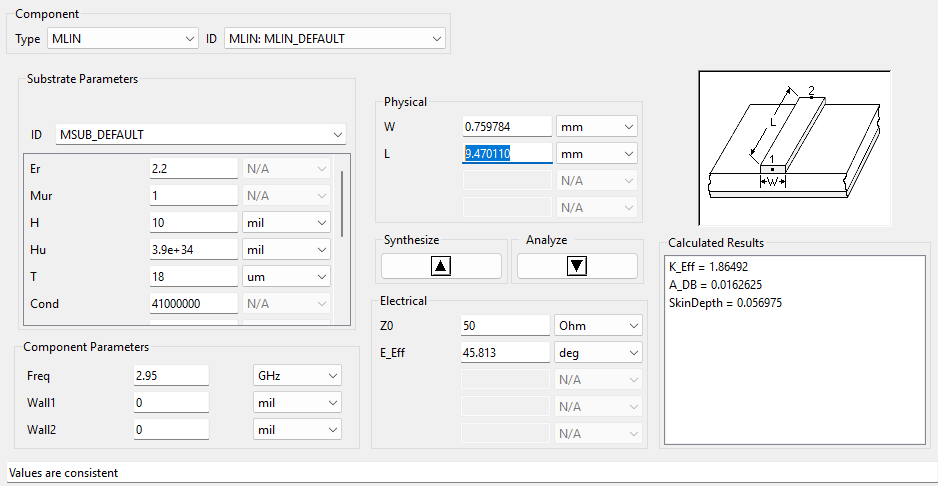 Component
Type MLIN ID MLIN: MLIN_DEFAULT
Substrate Parameters
ID MSUB_DEFAULT
Er 2.2 N/A
Mur 1 N/A
H 10 mil
Hu 3.9e+34 mil
T 18 um
Cond 41000000 N/A
Component Parameters
Freq 2.95 GHz
Wall1 0 mil
Wall2 0 mil
Physical
W 0.759784 mm
L 9.470110 mm
N/A
N/A
Synthesize Analyze
Electrical
Z0 50 Ohm
E_Eff 45.813 deg
N/A
N/A
N/A
2
L
1
W
Calculated Results
K_Eff = 1.86492
A_DB = 0.0162625
SkinDepth = 0.056975
Values are consistent